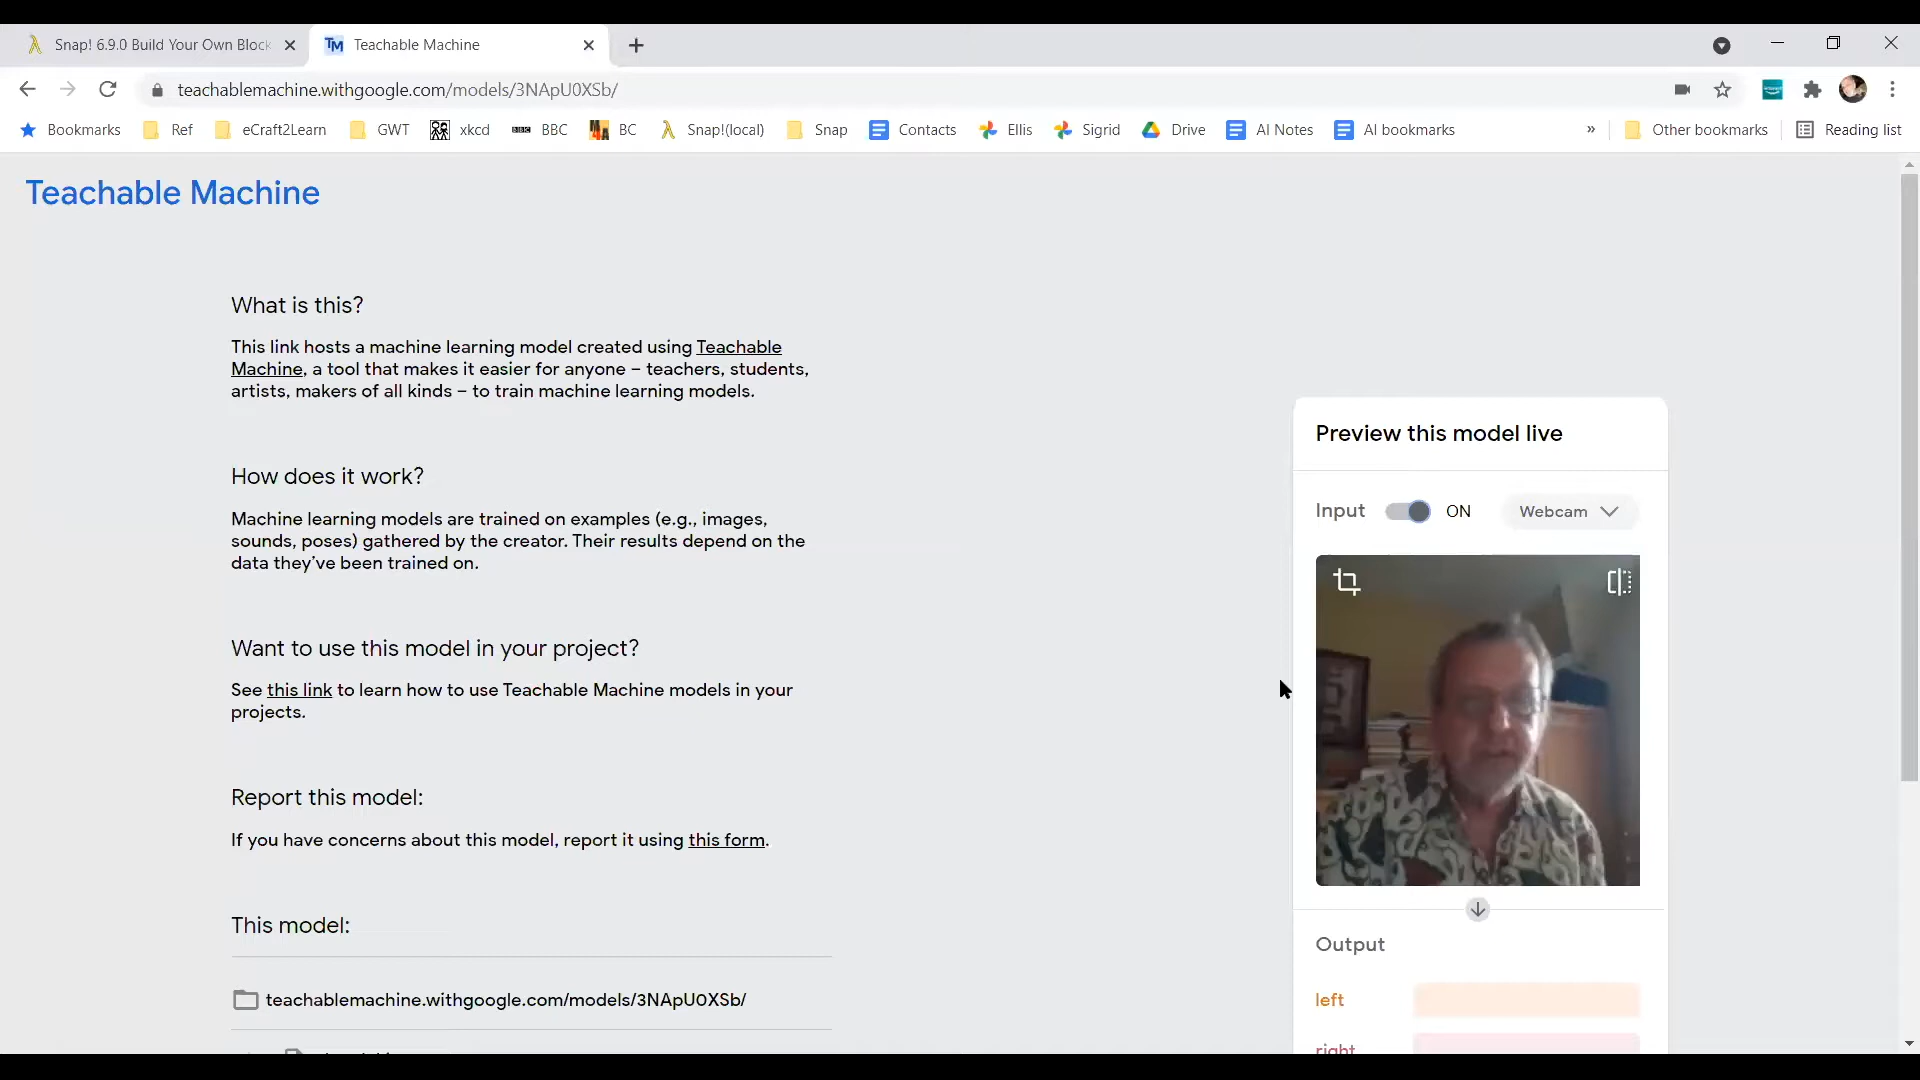 Snap! 6.9.0 Build Your Own Block
TM Teachable Machine
teachablemachine.withgoogle.com/models/3NApU0XSb/
Bookmarks Ref eCraft2Learn GWT xkcd BBC BBC BC Snap!(local) Snap Contacts Ellis Sigrid Drive AI Notes AI bookmarks » Other bookmarks Reading list
Teachable Machine
What is this?
This link hosts a machine learning model created using Teachable
Machine, a tool that makes it easier for anyone – teachers, students,
artists, makers of all kinds – to train machine learning models.
How does it work?
Machine learning models are trained on examples (e.g., images,
sounds, poses) gathered by the creator. Their results depend on the
data they've been trained on.
Want to use this model in your project?
See this link to learn how to use Teachable Machine models in your
projects.
Report this model:
If you have concerns about this model, report it using this form.
This model:
teachablemachine.withgoogle.com/models/3NApU0XSb/
Preview this model live
Input ON Webcam
Output
left
right